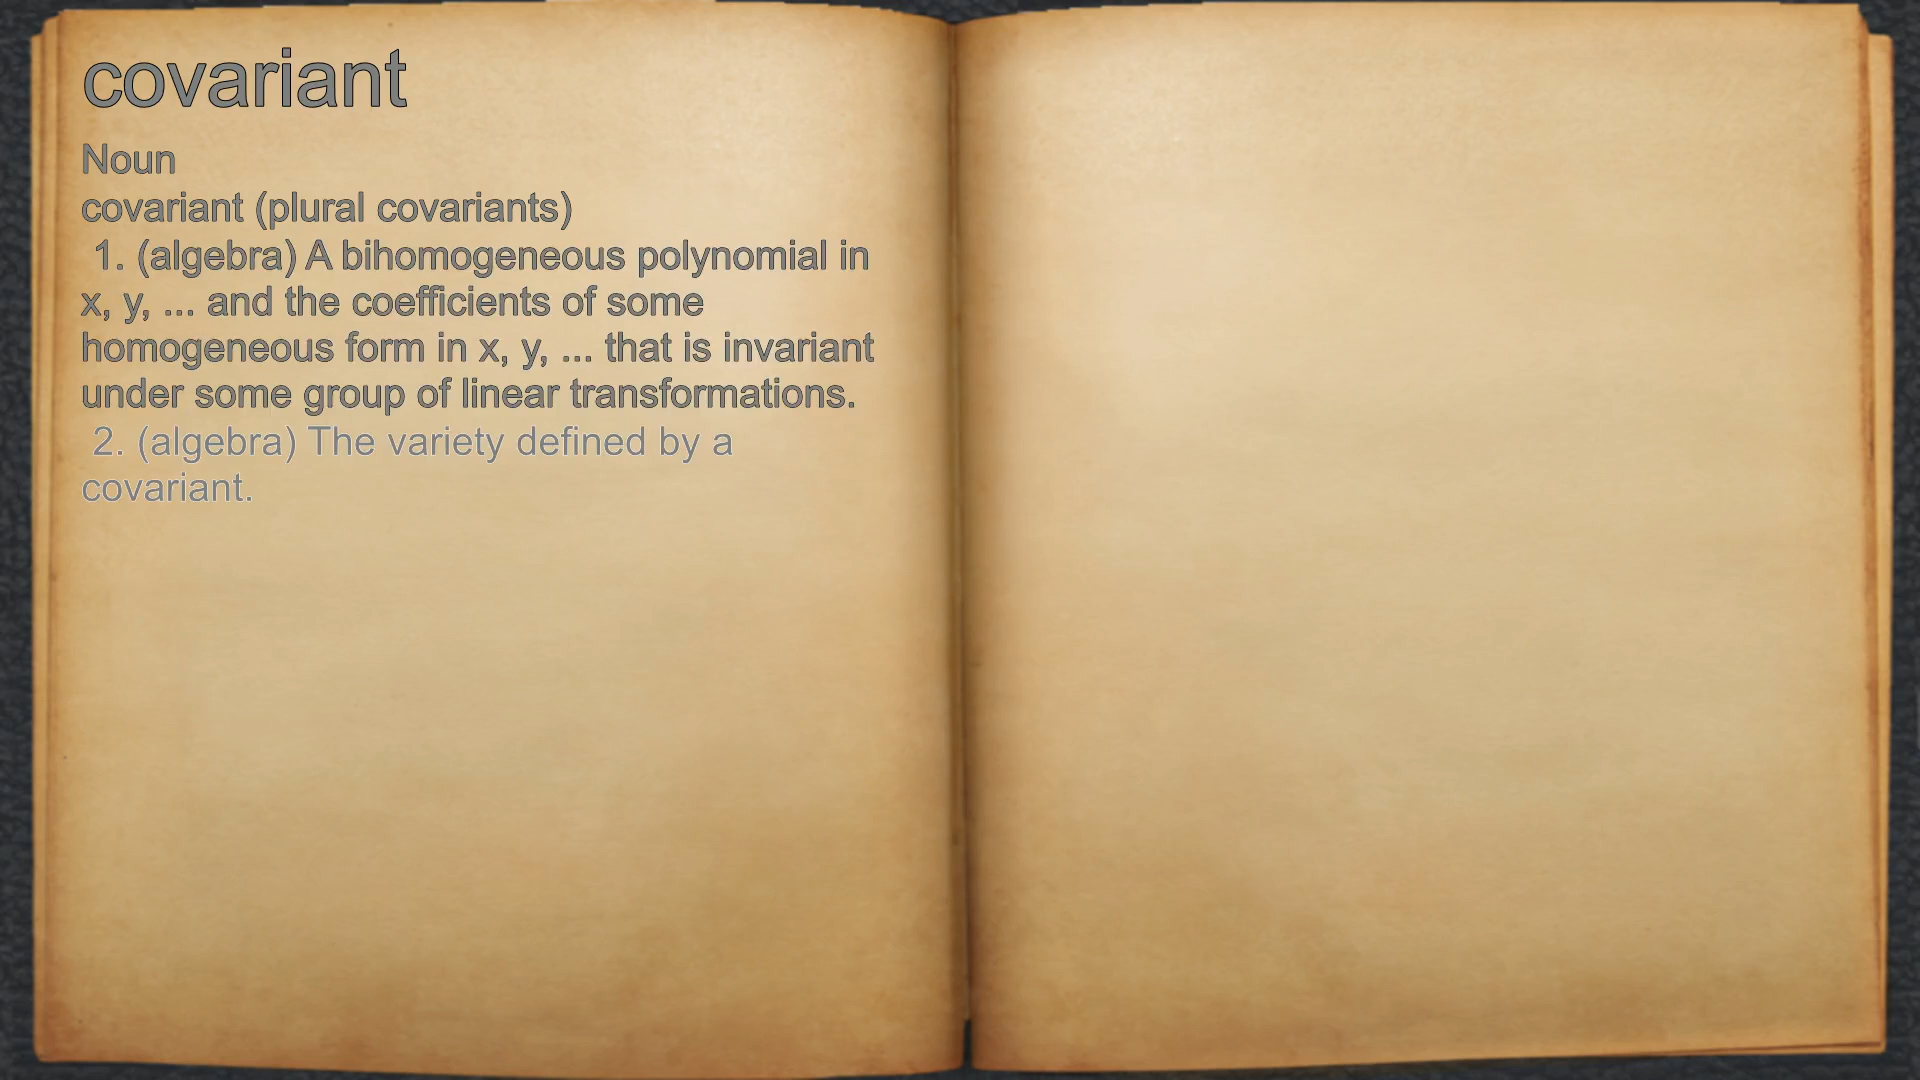 covariant
Noun
covariant (plural covariants)
1. (algebra) A bihomogeneous polynomial in
x, y, ... and the coefficients of some
homogeneous form in x, y, ... that is invariant
under some group of linear transformations.
2. (algebra) The variety defined by a
covariant.